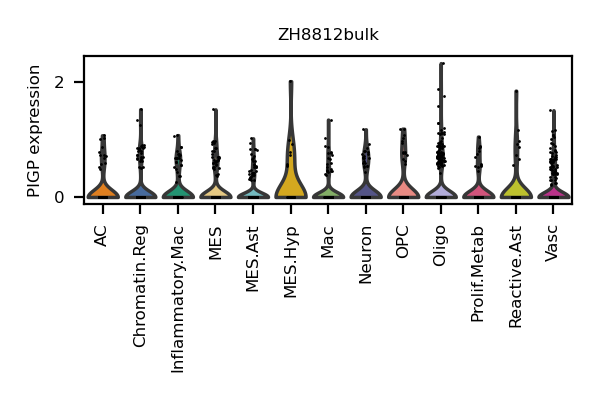 ZH8812bulk
PIGP expression
2
0
AC
Chromatin.Reg
Inflammatory.Mac
MES
MES.Ast
MES.Hyp
Mac
Neuron
OPC
Oligo
Prolif.Metab
Reactive.Ast
Vasc